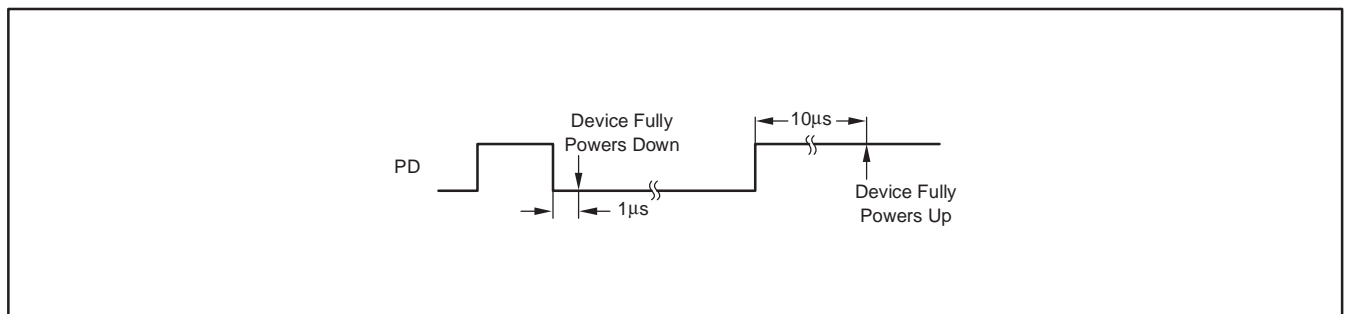 Device Fully
Powers Down
10μs
PD
1μs
Device Fully
Powers Up